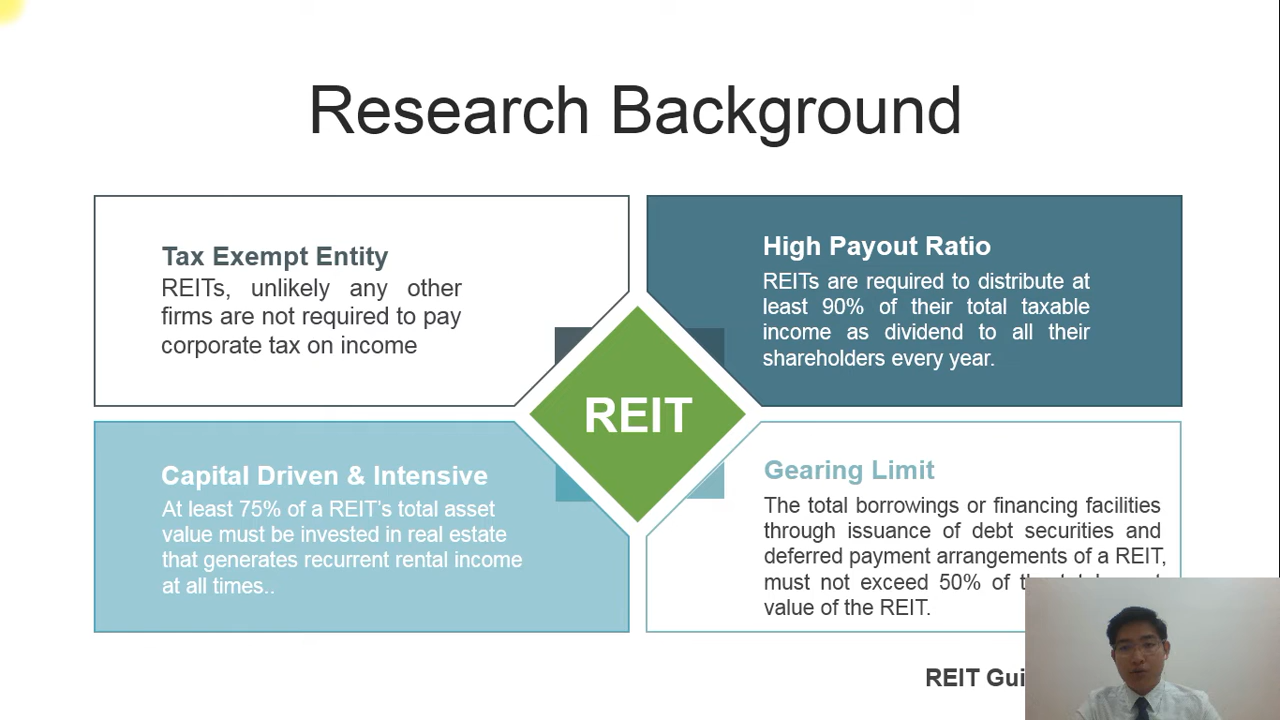 Research Background
Tax Exempt Entity
REITs, unlikely any other
firms are not required to pay
corporate tax on income
High Payout Ratio
REITs are required to distribute at
least 90% of their total taxable
income as dividend to all their
shareholders every year.
REIT
Capital Driven & Intensive
At least 75% of a REIT's total asset
value must be invested in real estate
that generates recurrent rental income
at all times..
Gearing Limit
The total borrowings or financing facilities
through issuance of debt securities and
deferred payment arrangements of a REIT,
must not exceed 50% of
value of the REIT.
REIT